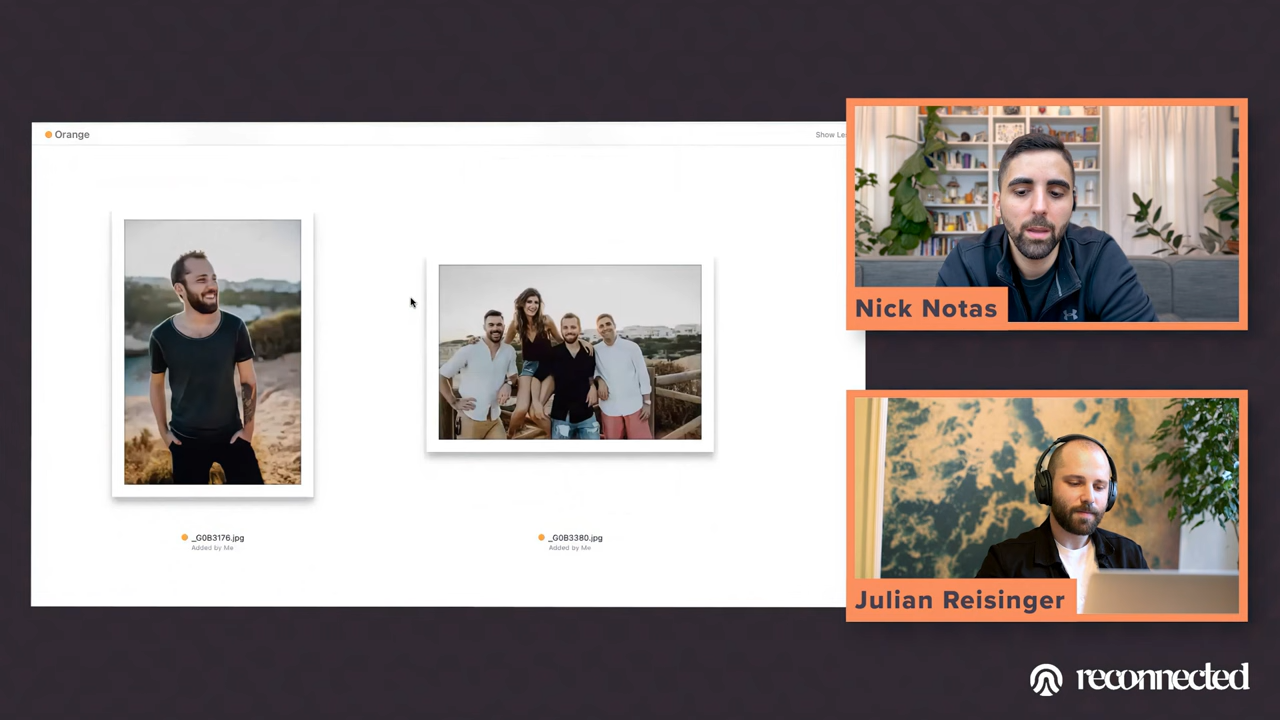 Orange
Show Le
_G0B3176.jpg
Added by Me
_G0B3380.jpg
Added by Me
Nick Notas
Julian Reisinger
reconnected